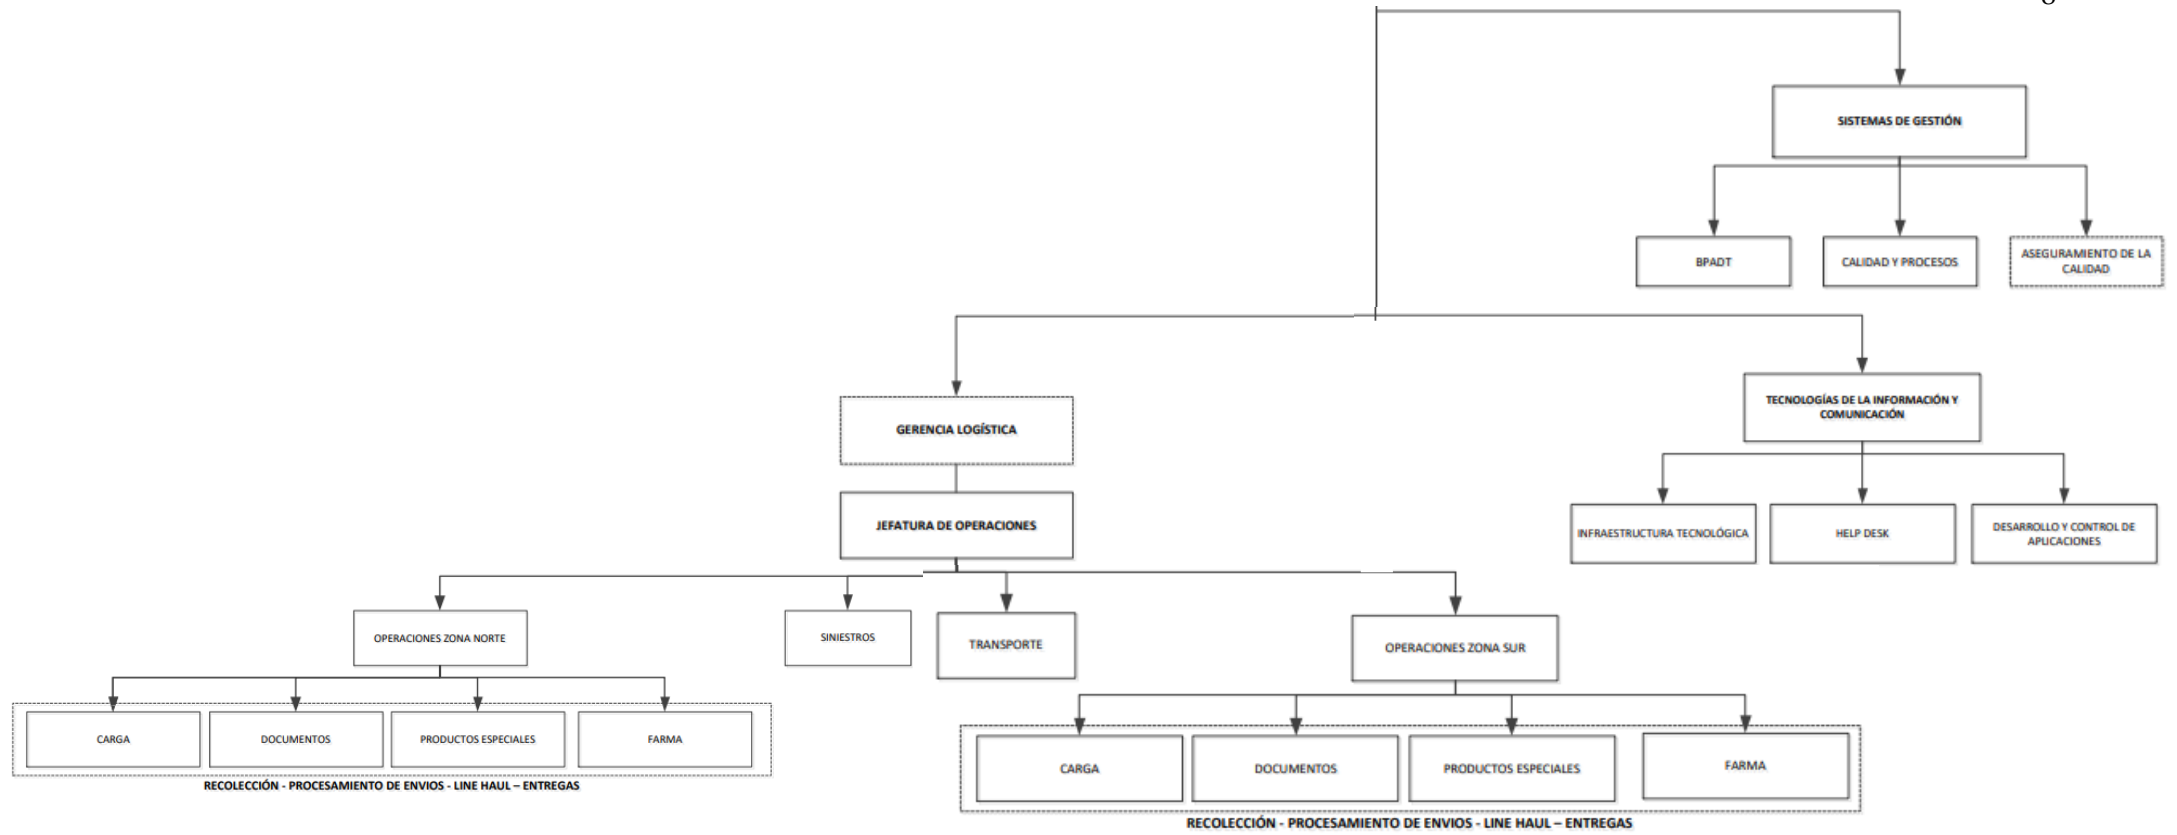 g
SISTEMAS DE GESTIÓN
BPADT
CALIDAD Y PROCESOS
ASEGURAMIENTO DE LA
CALIDAD
GERENCIA LOGÍSTICA
TECNOLOGÍAS DE LA INFORMACIÓN Y
COMUNICACIÓN
JEFATURA DE OPERACIONES
INFRAESTRUCTURA TECNOLÓGICA
HELP DESK
DESARROLLO Y CONTROL DE
APLICACIONES
OPERACIONES ZONA NORTE
SINIESTROS
TRANSPORTE
OPERACIONES ZONA SUR
CARGA
DOCUMENTOS
PRODUCTOS ESPECIALES
FARMA
RECOLECCIÓN - PROCESAMIENTO DE ENVIOS - LINE HAUL – ENTREGAS
CARGA
DOCUMENTOS
PRODUCTOS ESPECIALES
FARMA
RECOLECCIÓN - PROCESAMIENTO DE ENVIOS - LINE HAUL – ENTREGAS